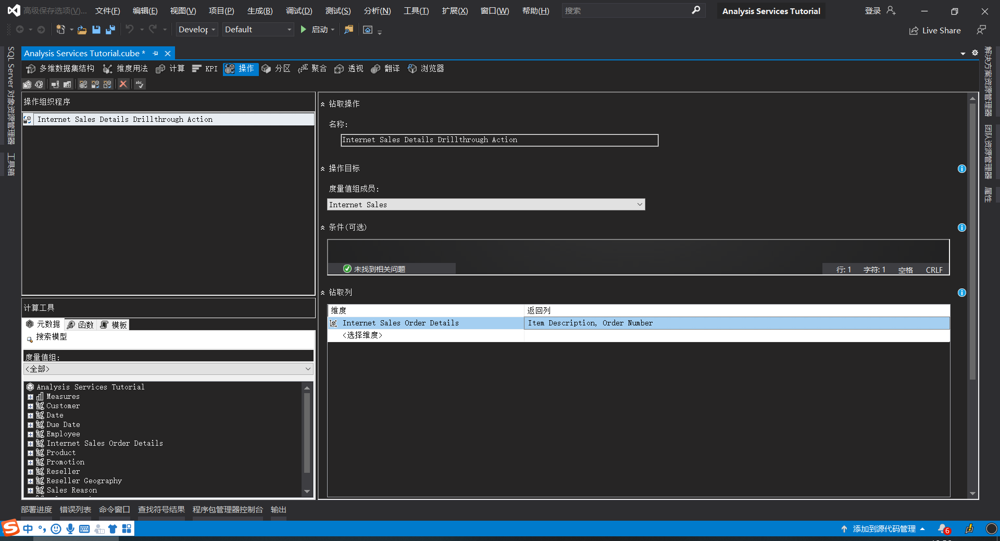 高级保存选项(V)... 文件(F) 编辑(E) 视图(V) 项目(P) 生成(B) 调试(D) 测试(S) 分析(N) 工具(T) 扩展(X) 窗口(W) 帮助(H) 搜索 Analysis Services Tutorial 登录
Develop Default 启动 Live Share
SQL Server 对象资源管理器
工具箱
Analysis Services Tutorial.cube *
多维数据集结构 维度用法 计算 KPI 操作 分区 聚合 透视 翻译 浏览器
操作组织程序
Internet Sales Details Drillthrough Action
计算工具
元数据 函数 模板
搜索模型
度量值组:
<全部>
Analysis Services Tutorial
Measures
Customer
Date
Due Date
Employee
Internet Sales Order Details
Product
Promotion
Reseller
Reseller Geography
Sales Reason
钻取操作
名称:
Internet Sales Details Drillthrough Action
操作目标
度量值组成员:
Internet Sales
条件(可选)
未找到相关问题 行: 1 字符: 1 空格 CRLF
钻取列
维度 返回列
Internet Sales Order Details Item Description, Order Number
<选择维度>
解决方案资源管理器
团队资源管理器
属性
部署进度 错误列表 命令窗口 查找符号结果 程序包管理器控制台 输出
中 添加到源代码管理 6